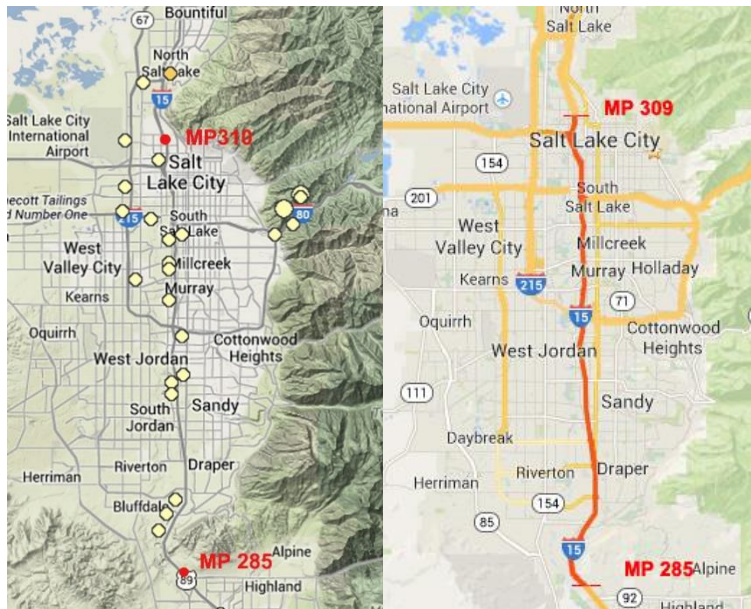 Bountiful
67
North
Salt Lake
15
Salt Lake City
International
Airport
MP310
Salt
Lake City
ecott Tailings
d Number One
215
South
Salt Lake
80
West
Valley City
Millcreek
Kearns
Murray
Oquirrh
Cottonwood
Heights
West Jordan
South
Jordan
Sandy
Herriman
Riverton
Draper
Bluffdale
MP 285
Alpine
89
Highland
North
Salt Lake
Salt Lake City
national Airport
MP 309
Salt Lake City
154
201
South
Salt Lake
na
West
Valley City
Millcreek
Kearns
Murray
Holladay
215
71
15
Oquirrh
Cottonwood
Heights
West Jordan
111
Sandy
Daybreak
Riverton
Draper
Herriman
154
85
15
MP 285
Alpine
92
Highland